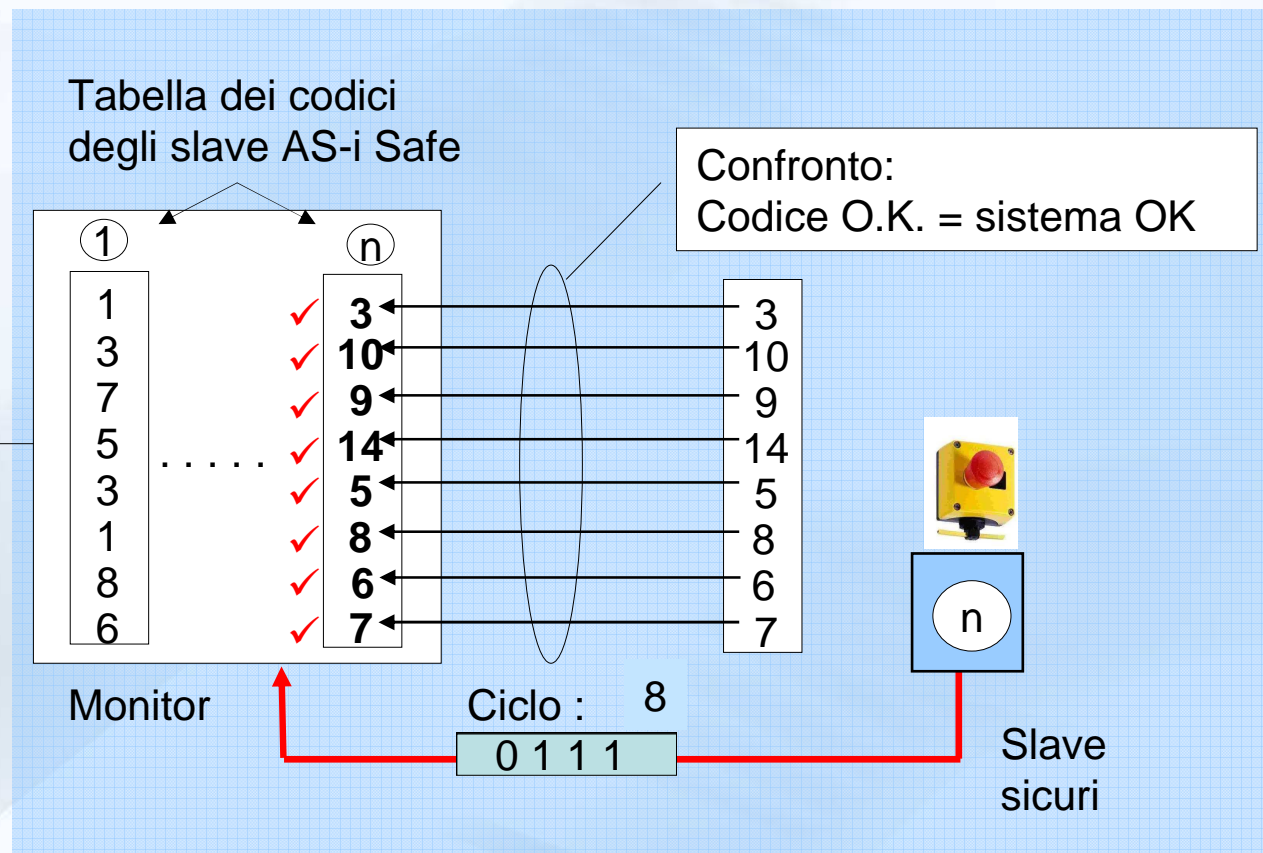 Tabella dei codici
degli slave AS-i Safe
Confronto:
Codice O.K. = sistema OK
1
n
1
3
7
5
3
1
8
6
. . . . .
3
10
9
14
5
8
6
7
3
10
9
14
5
8
6
7
n
Monitor
Ciclo : 8
0 1 1 1
Slave
sicuri